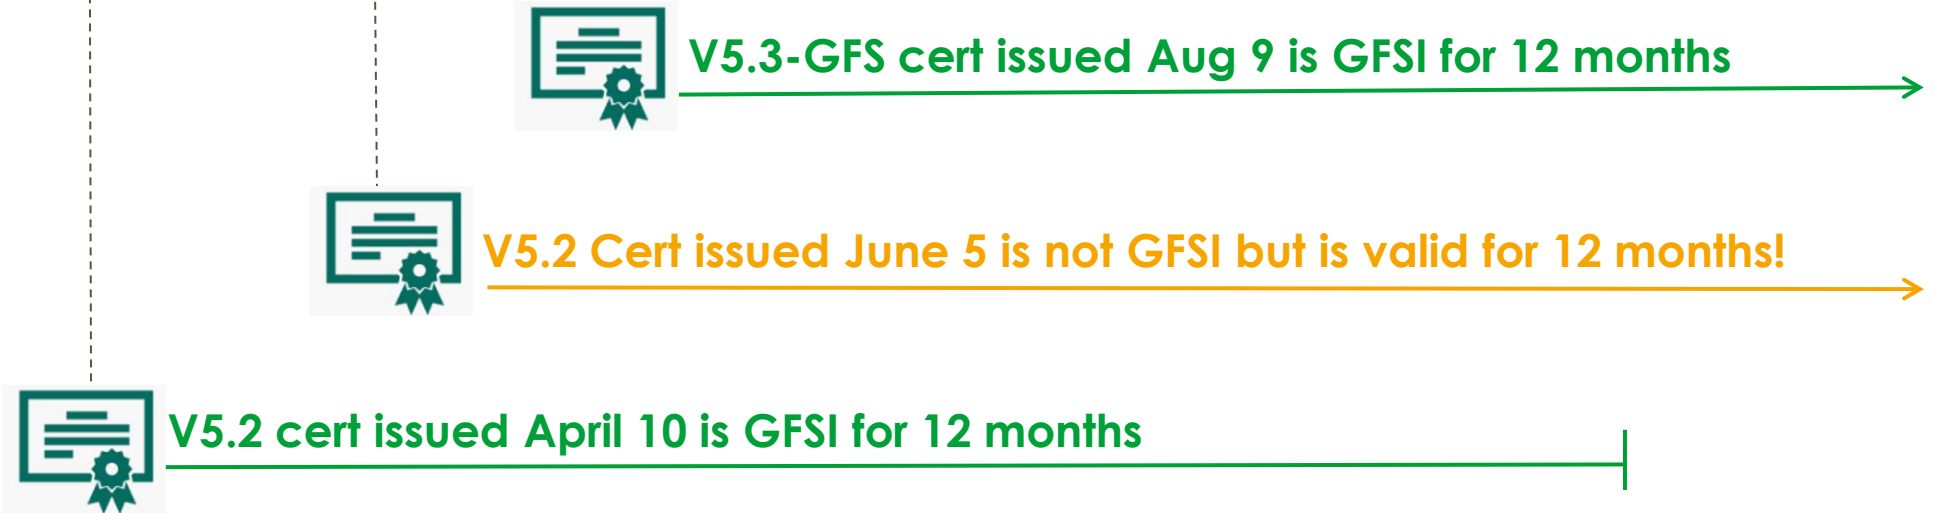 V5.3-GFS cert issued Aug 9 is GFSI for 12 months
V5.2 Cert issued June 5 is not GFSI but is valid for 12 months!
V5.2 cert issued April 10 is GFSI for 12 months